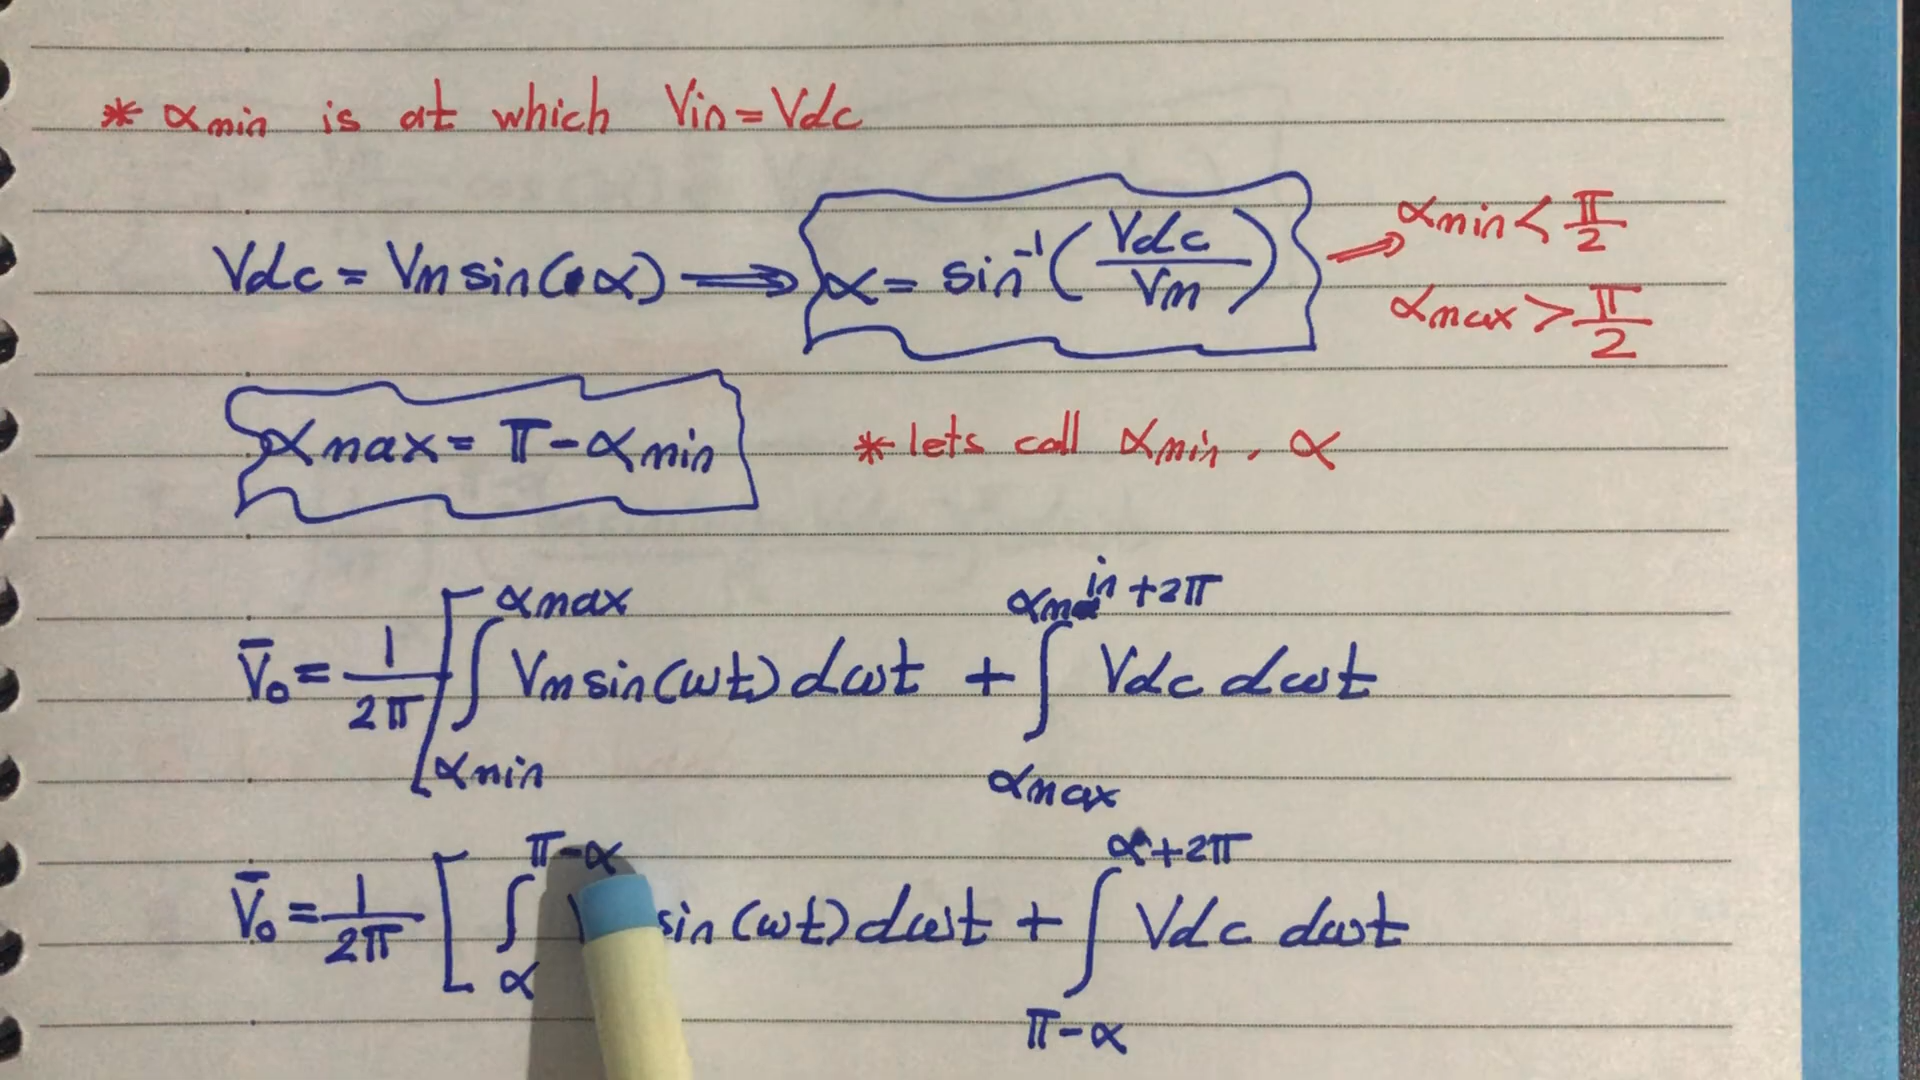 * αmin is at which Vin = Vdc
Vdc = Vm sin(α) ⟹ α = sin⁻¹(Vdc/Vm) ⟹ αmin < π/2
αmax > π/2
αmax = π - αmin * lets call αmin, α
V̄o = 1/2π [ ∫_{αmin}^{αmax} Vm sin(ωt) dωt + ∫_{αmax}^{αmin+2π} Vdc dωt
V̄o = 1/2π [ ∫_{α}^{π-α} sin(ωt) dωt + ∫_{π-α}^{α+2π} Vdc dωt